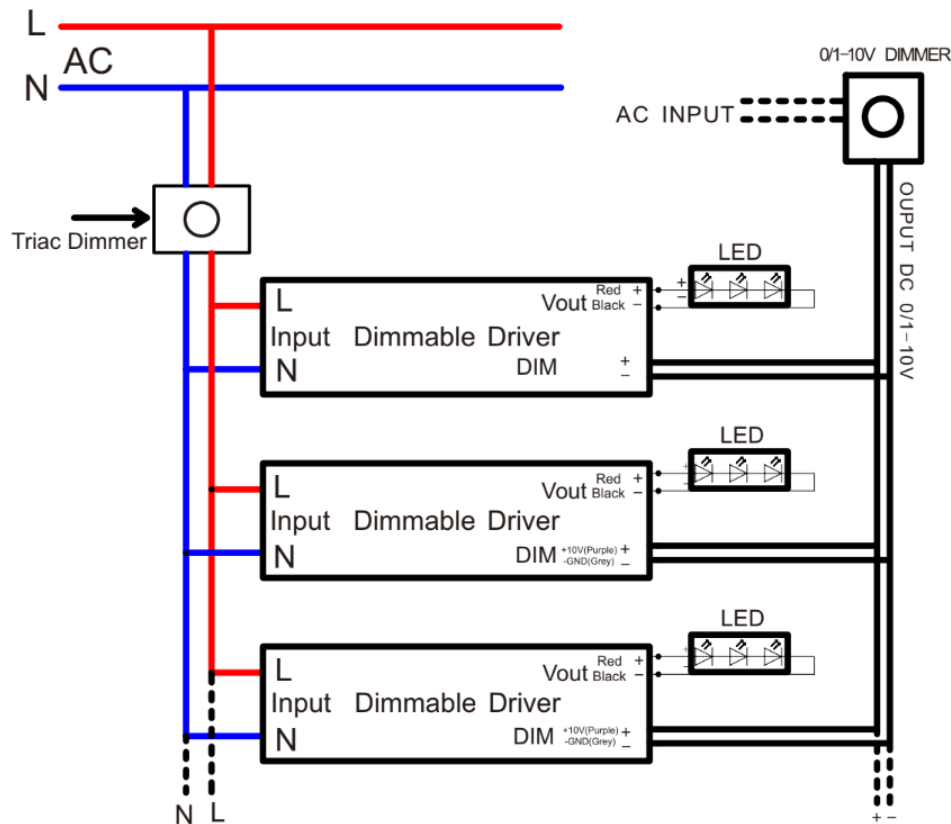 L
AC
N
0/1-10V DIMMER
AC INPUT
OUPUT DC 0/1-10V
Triac Dimmer
LED
L
Red +
Vout Black -
+
-
Input Dimmable Driver
N
DIM + -
LED
L
Red +
Vout Black -
+
-
Input Dimmable Driver
N
DIM +10V(Purple) +
-GND(Grey) -
LED
L
Red +
Vout Black -
+
-
Input Dimmable Driver
N
DIM +10V(Purple) +
-GND(Grey) -
N L
+ -